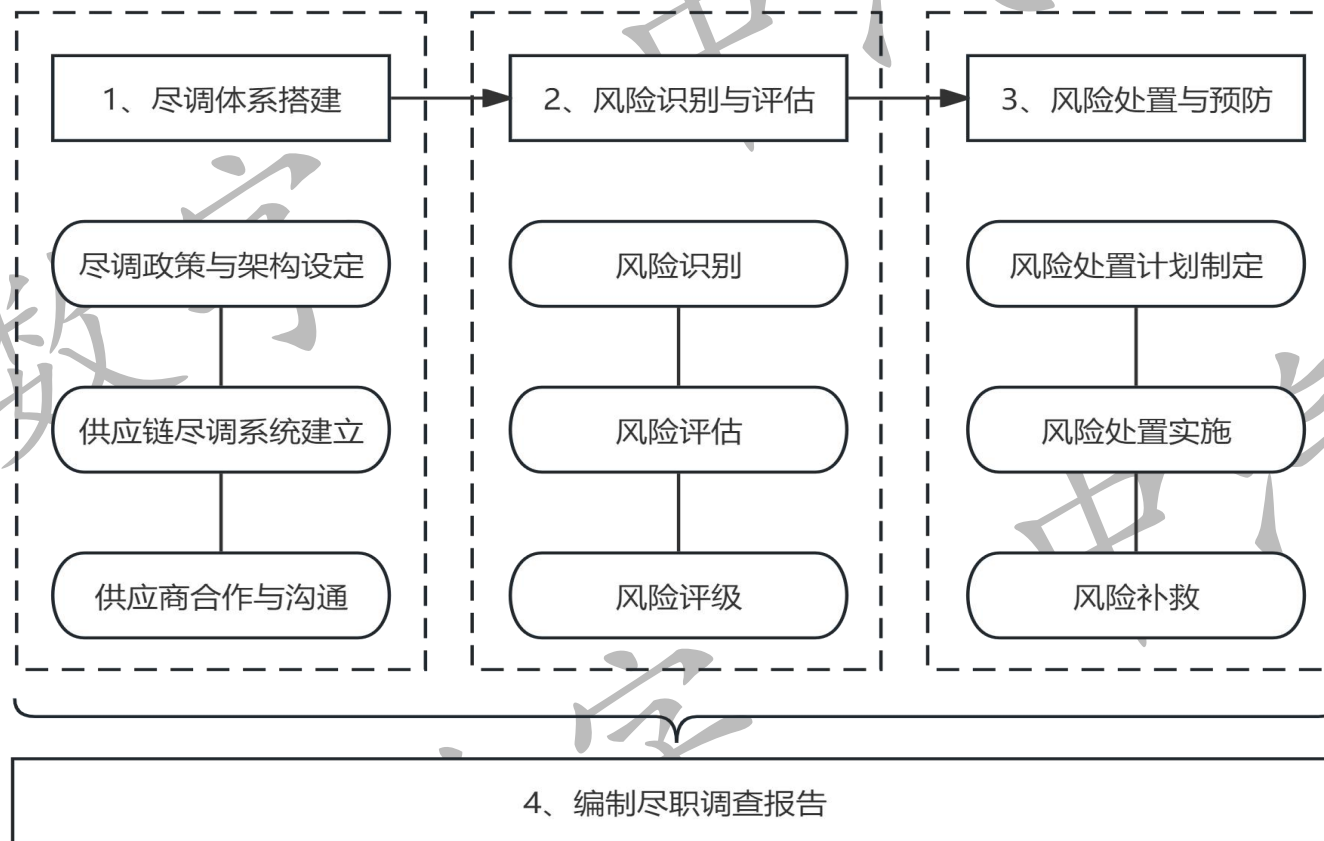 1、尽调体系搭建
2、风险识别与评估
3、风险处置与预防
尽调政策与架构设定
风险识别
风险处置计划制定
供应链尽调系统建立
风险评估
风险处置实施
供应商合作与沟通
风险评级
风险补救
4、编制尽职调查报告
数字